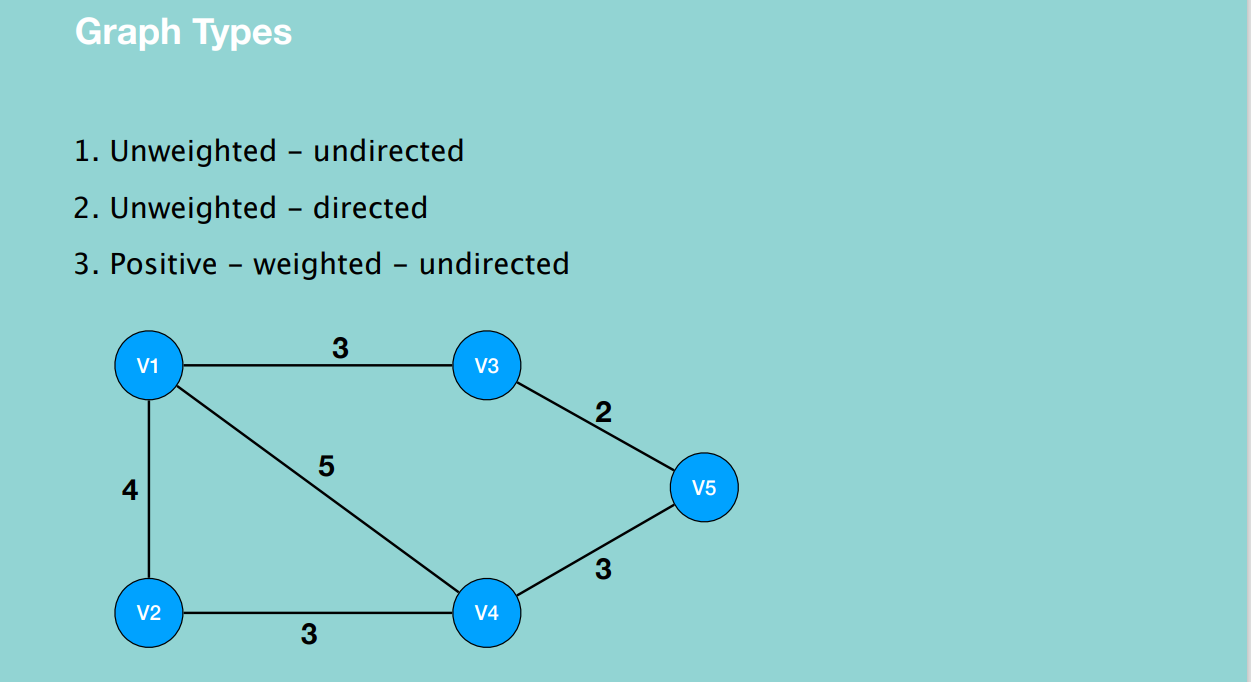 Graph Types
1. Unweighted – undirected
2. Unweighted – directed
3. Positive – weighted – undirected
V1
3
V3
2
5
4
V5
3
V2
V4
3